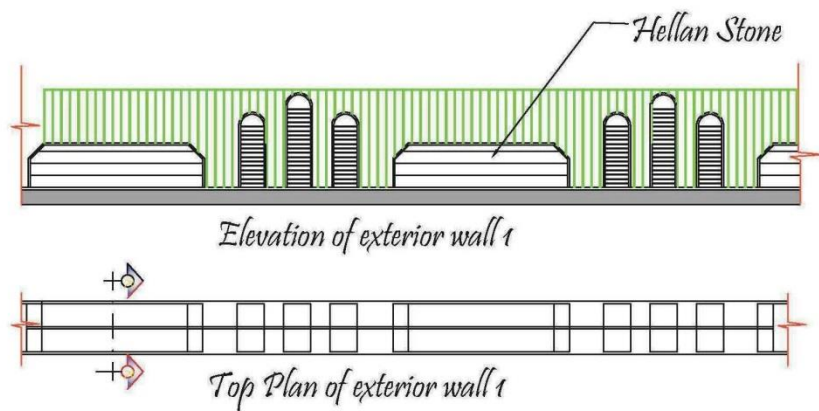 Hellan Stone
Elevation of exterior wall 1
Top Plan of exterior wall 1